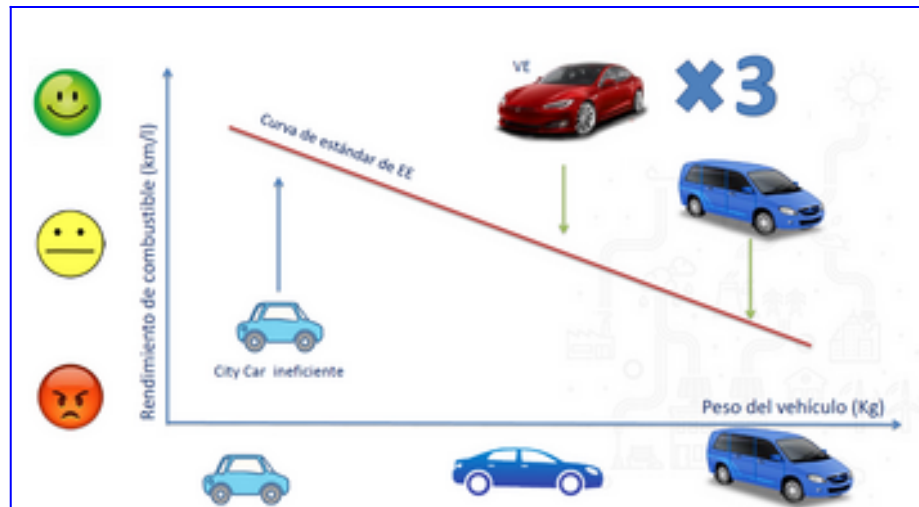 VE
×3
Curva de estándar de EE
Rendimiento de combustible (km/l)
City Car ineficiente
Peso del vehículo (Kg)